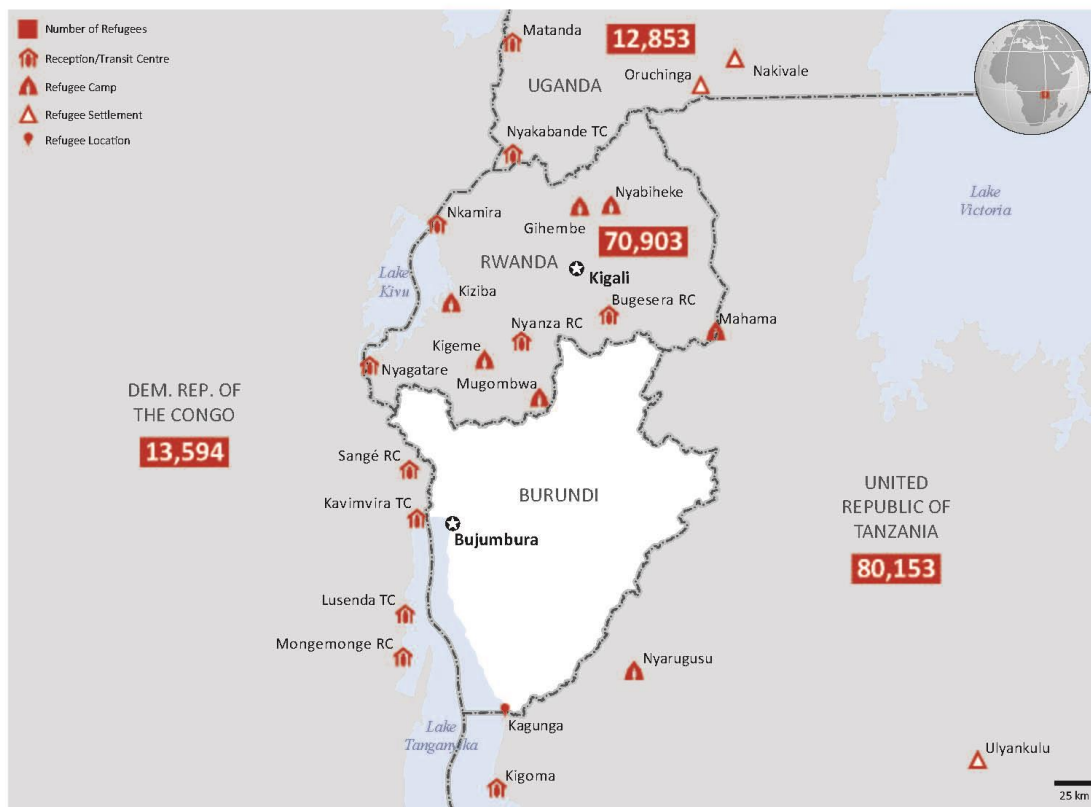 Number of Refugees
Reception/Transit Centre
Refugee Camp
Refugee Settlement
Refugee Location
Matanda
12,853
Oruchinga
Nakivale
UGANDA
Nyakabande TC
Lake
Victoria
Nkamira
Nyabiheke
Gihembe
70,903
RWANDA
Lake
Kivu
Kigali
Kiziba
Bugesera RC
Nyanza RC
Mahama
Kigeme
Nyagatare
Mugombwa
DEM. REP. OF
THE CONGO
13,594
Sangé RC
BURUNDI
UNITED
REPUBLIC OF
TANZANIA
80,153
Kavimvira TC
Bujumbura
Lusenda TC
Mongemonge RC
Nyarugusu
Kagunga
Lake
Tanganyika
Kigoma
Ulyankulu
25 km